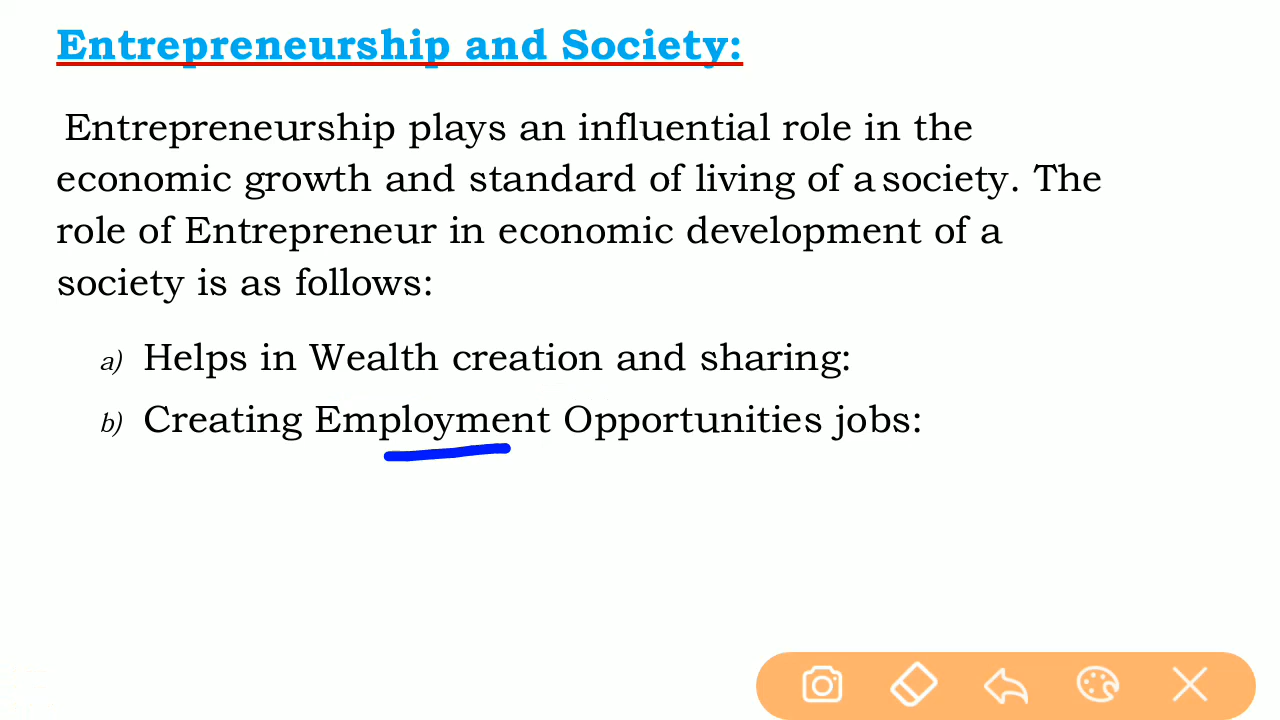 Entrepreneurship and Society:
Entrepreneurship plays an influential role in the
economic growth and standard of living of a society. The
role of Entrepreneur in economic development of a
society is as follows:
a) Helps in Wealth creation and sharing:
b) Creating Employment Opportunities jobs: